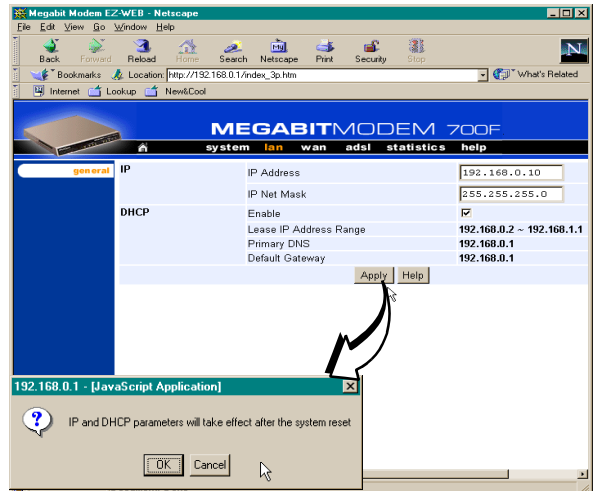 Megabit Modem EZ-WEB - Netscape
File Edit View Go Window Help
Back Forward Reload Home Search Netscape Print Security Stop
N
Bookmarks Location: http://192.168.0.1/index_3p.htm What's Related
Internet Lookup New&Cool
MEGABITMODEM 700F
system lan wan adsl statistics help
general
IP IP Address 192.168.0.10
IP Net Mask 255.255.255.0
DHCP Enable
Lease IP Address Range 192.168.0.2 ~ 192.168.1.1
Primary DNS 192.168.0.1
Default Gateway 192.168.0.1
Apply Help
192.168.0.1 - [JavaScript Application]
IP and DHCP parameters will take effect after the system reset
OK Cancel